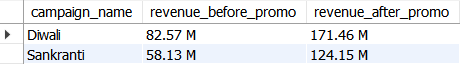 campaign_name revenue_before_promo revenue_after_promo
Diwali 82.57 M 171.46 M
Sankranti 58.13 M 124.15 M